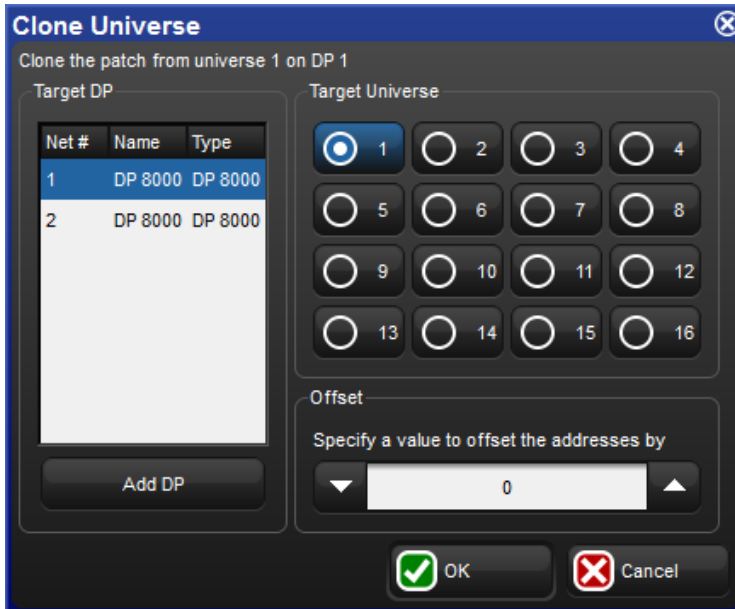 Clone Universe
Clone the patch from universe 1 on DP 1
Target DP
Net # Name Type
1 DP 8000 DP 8000
2 DP 8000 DP 8000
Add DP
Target Universe
1 2 3 4
5 6 7 8
9 10 11 12
13 14 15 16
Offset
Specify a value to offset the addresses by
0
OK Cancel